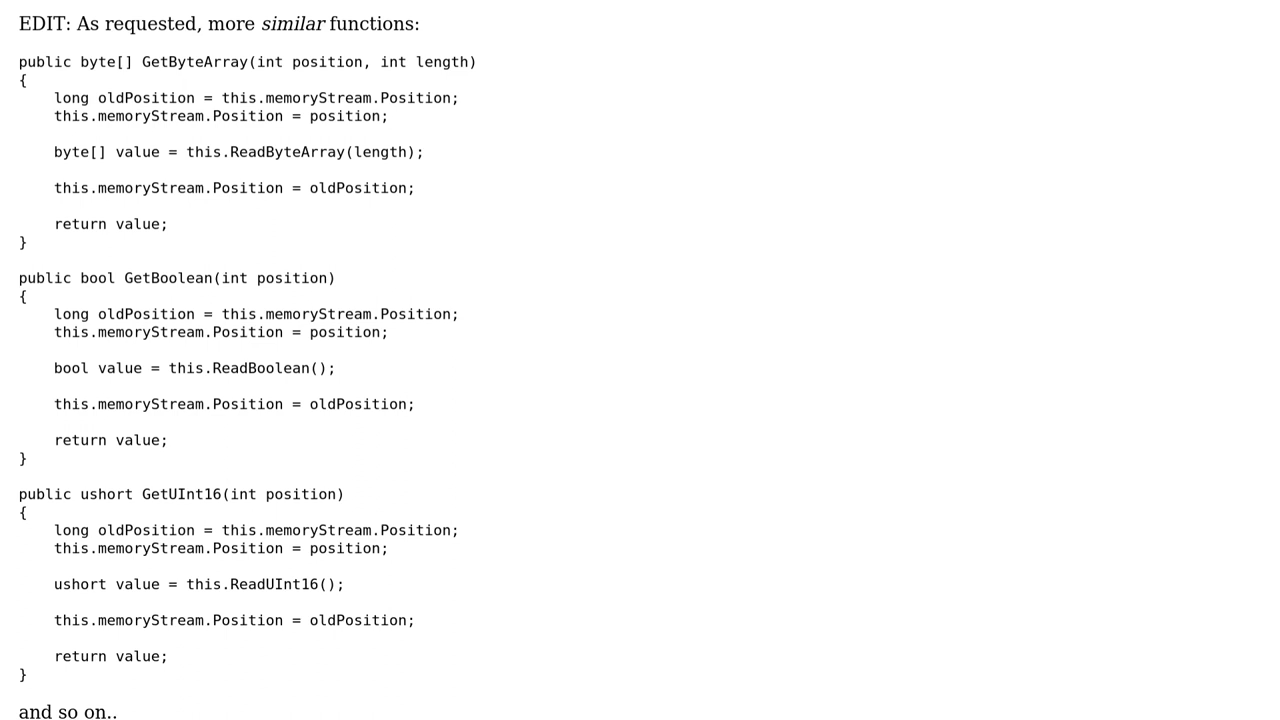 EDIT: As requested, more similar functions:
public byte[] GetByteArray(int position, int length)
{
    long oldPosition = this.memoryStream.Position;
    this.memoryStream.Position = position;

    byte[] value = this.ReadByteArray(length);

    this.memoryStream.Position = oldPosition;

    return value;
}

public bool GetBoolean(int position)
{
    long oldPosition = this.memoryStream.Position;
    this.memoryStream.Position = position;

    bool value = this.ReadBoolean();

    this.memoryStream.Position = oldPosition;

    return value;
}

public ushort GetUInt16(int position)
{
    long oldPosition = this.memoryStream.Position;
    this.memoryStream.Position = position;

    ushort value = this.ReadUInt16();

    this.memoryStream.Position = oldPosition;

    return value;
}
and so on..